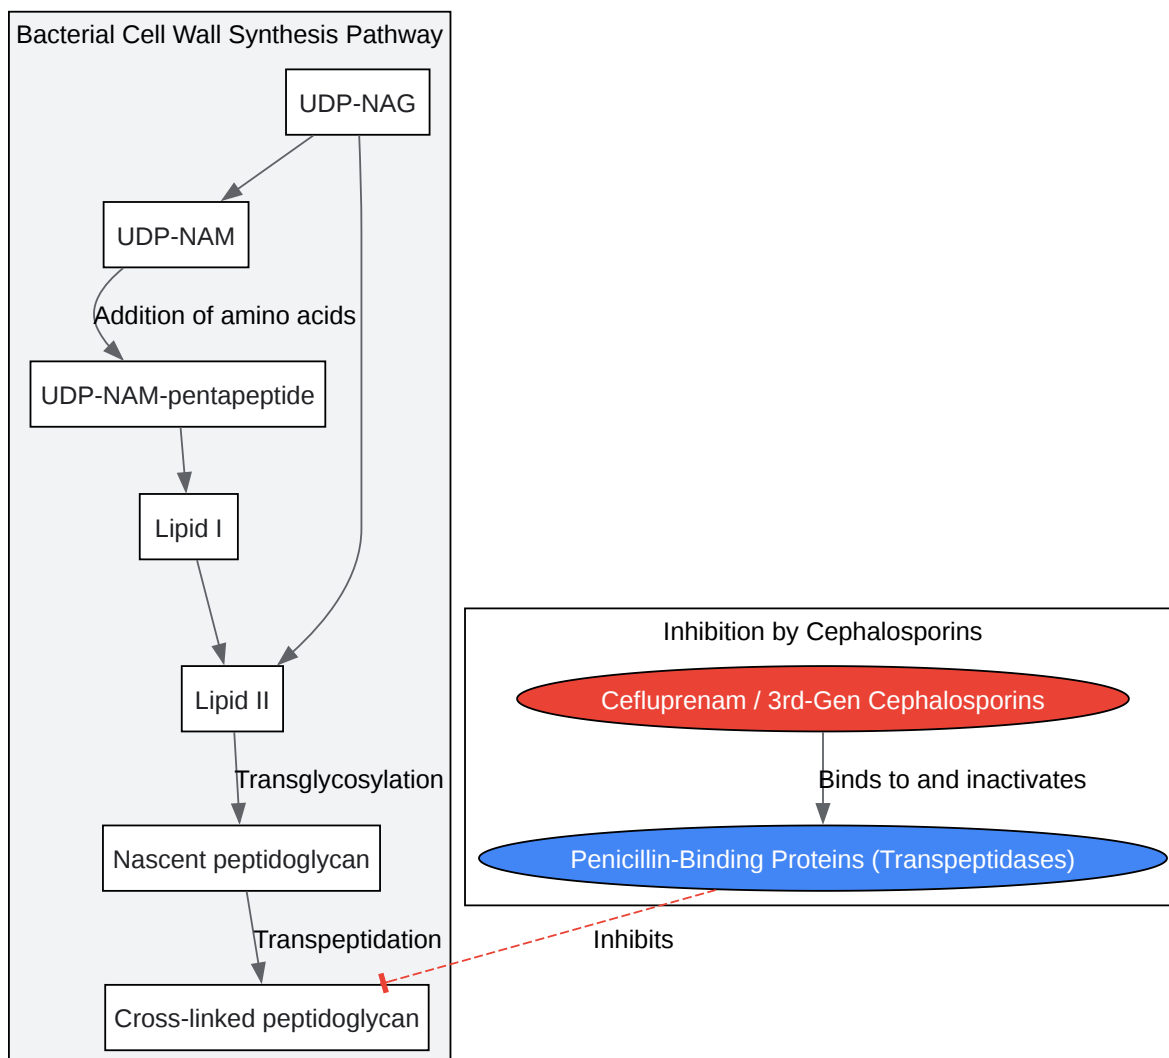 Bacterial Cell Wall Synthesis Pathway
UDP-NAG
UDP-NAM
Addition of amino acids
UDP-NAM-pentapeptide
Lipid I
Lipid II
Transglycosylation
Nascent peptidoglycan
Transpeptidation
Cross-linked peptidoglycan
Inhibition by Cephalosporins
Cefluprenam / 3rd-Gen Cephalosporins
Binds to and inactivates
Penicillin-Binding Proteins (Transpeptidases)
Inhibits